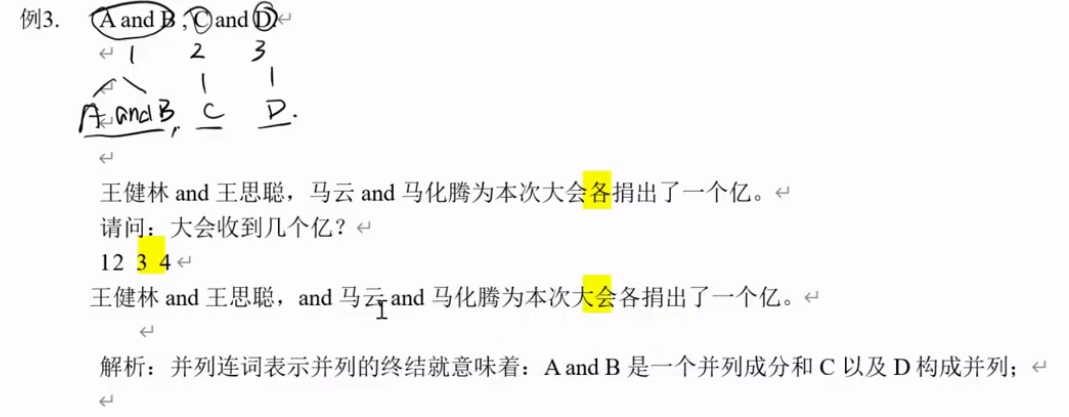 例3. A and B , C and D
1 2 3
A and B, C D.
王健林 and 王思聪，马云 and 马化腾为本次大会各捐出了一个亿。
请问：大会收到几个亿？
12 3 4
王健林 and 王思聪，and 马云 and 马化腾为本次大会各捐出了一个亿。
解析：并列连词表示并列的终结就意味着：A and B 是一个并列成分和 C 以及 D 构成并列；